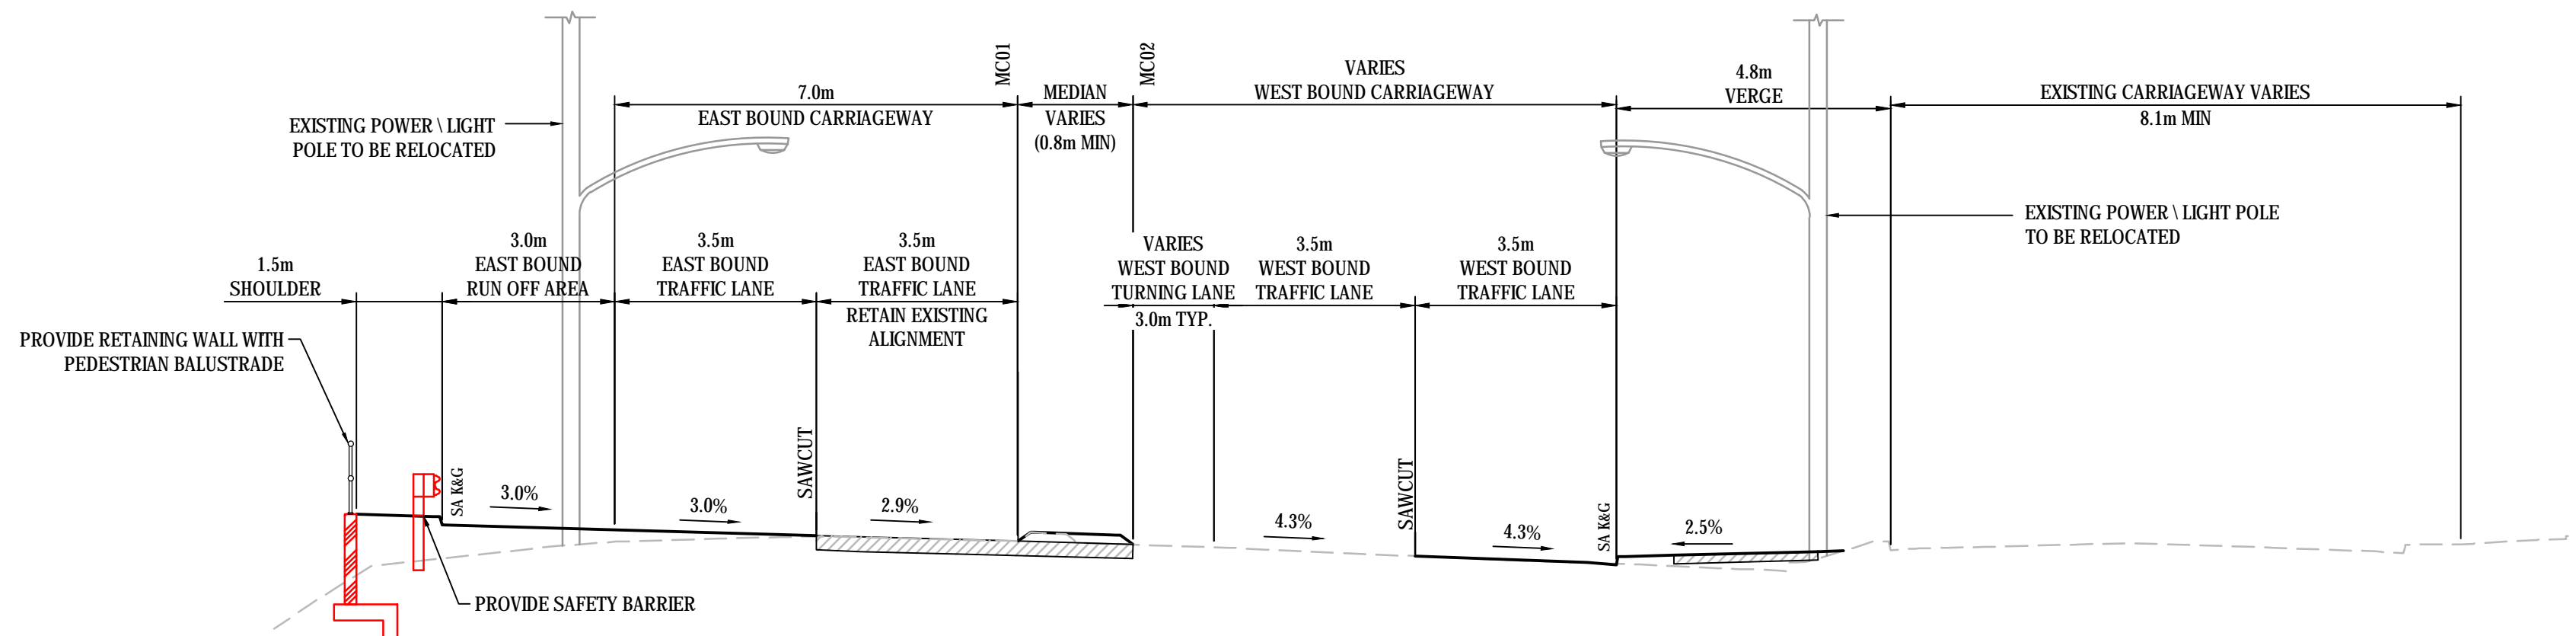 MC01
MC02
7.0m
EAST BOUND CARRIAGEWAY
MEDIAN
VARIES
(0.8m MIN)
VARIES
WEST BOUND CARRIAGEWAY
4.8m
VERGE
EXISTING CARRIAGEWAY VARIES
8.1m MIN
EXISTING POWER \ LIGHT
POLE TO BE RELOCATED
EXISTING POWER \ LIGHT POLE
TO BE RELOCATED
1.5m
SHOULDER
3.0m
EAST BOUND
RUN OFF AREA
3.5m
EAST BOUND
TRAFFIC LANE
3.5m
EAST BOUND
TRAFFIC LANE
RETAIN EXISTING
ALIGNMENT
VARIES
WEST BOUND
TURNING LANE
3.0m TYP.
3.5m
WEST BOUND
TRAFFIC LANE
3.5m
WEST BOUND
TRAFFIC LANE
PROVIDE RETAINING WALL WITH
PEDESTRIAN BALUSTRADE
SA K&G
3.0%
3.0%
SAWCUT
2.9%
4.3%
SAWCUT
4.3%
SA K&G
2.5%
PROVIDE SAFETY BARRIER